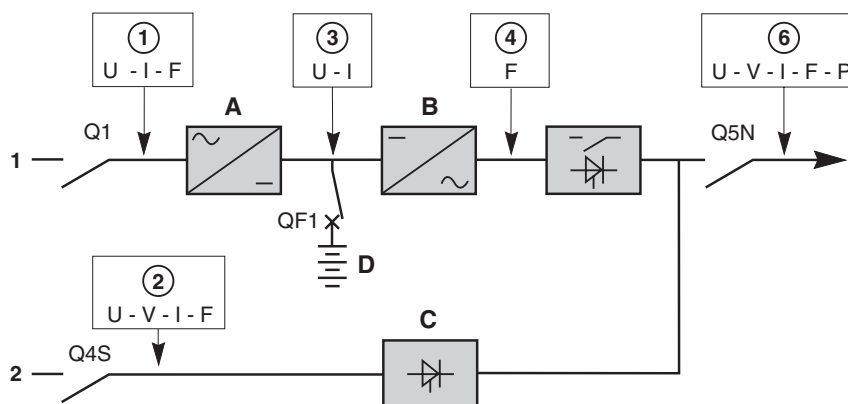 1
U - I - F
3
U - I
4
F
6
U - V - I - F - P
Q1
A
B
Q5N
1
QF1
D
2
U - V - I - F
Q4S
C
2